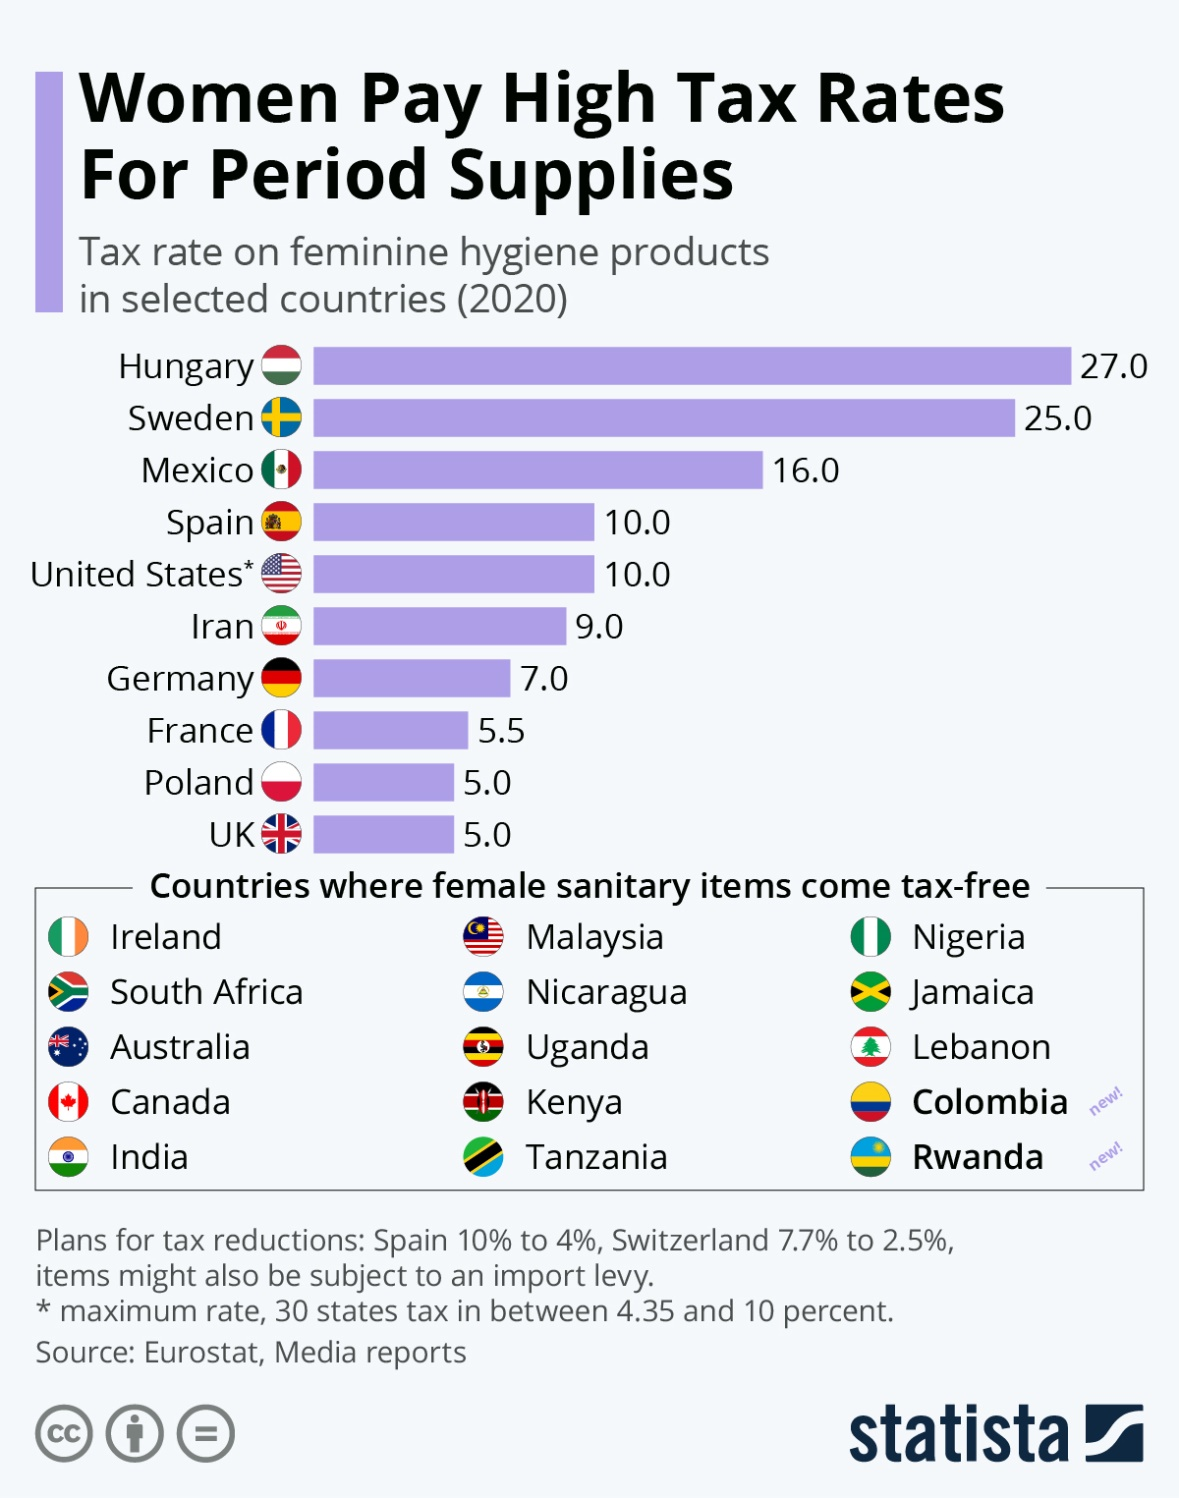 Women Pay High Tax Rates
For Period Supplies
Tax rate on feminine hygiene products
in selected countries (2020)
Hungary 27.0
Sweden 25.0
Mexico 16.0
Spain 10.0
United States* 10.0
Iran 9.0
Germany 7.0
France 5.5
Poland 5.0
UK 5.0
Countries where female sanitary items come tax-free
Ireland Malaysia Nigeria
South Africa Nicaragua Jamaica
Australia Uganda Lebanon
Canada Kenya Colombia new!
India Tanzania Rwanda new!
Plans for tax reductions: Spain 10% to 4%, Switzerland 7.7% to 2.5%,
items might also be subject to an import levy.
* maximum rate, 30 states tax in between 4.35 and 10 percent.
Source: Eurostat, Media reports
cc = statista